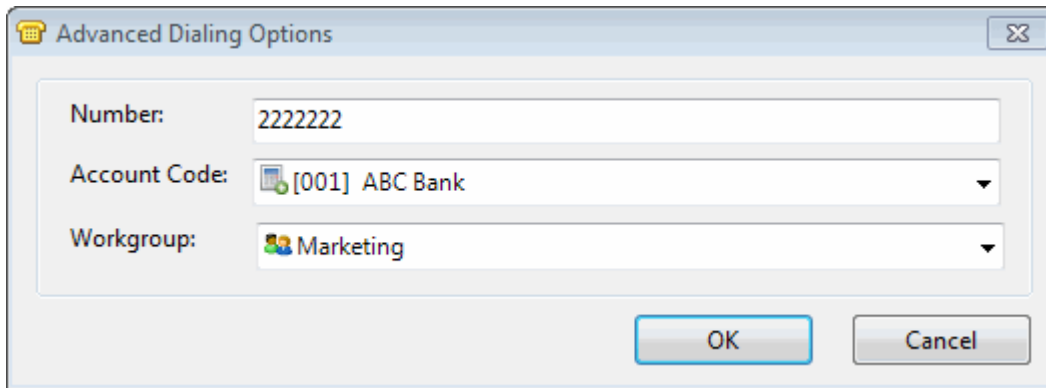 Advanced Dialing Options
Number: 2222222
Account Code: [001] ABC Bank
Workgroup: Marketing
OK Cancel